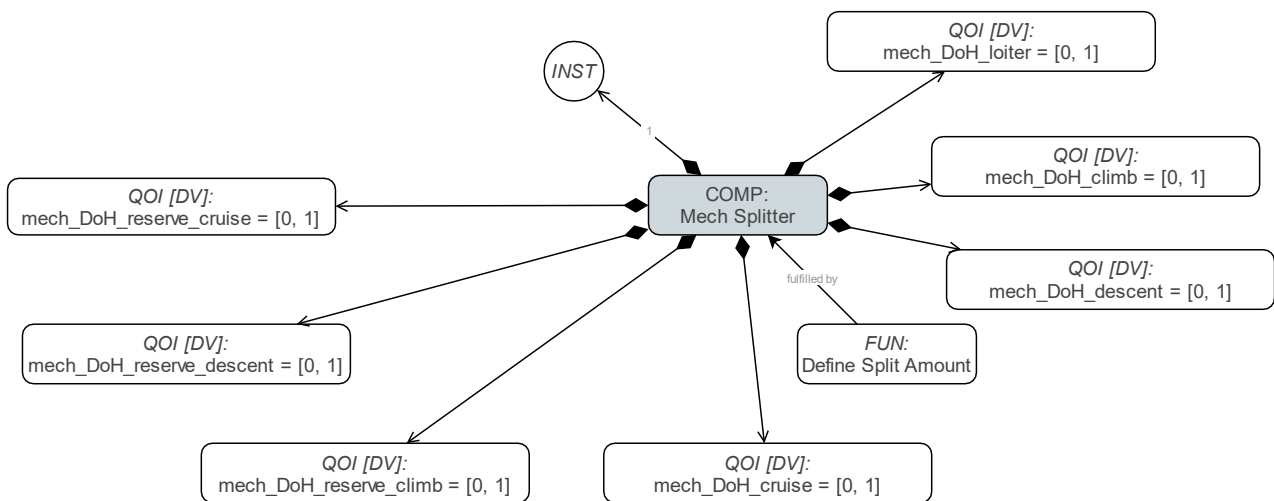 QOI [DV]:
mech_DoH_loiter = [0, 1]
INST
1
QOI [DV]:
mech_DoH_climb = [0, 1]
COMP:
Mech Splitter
QOI [DV]:
mech_DoH_reserve_cruise = [0, 1]
QOI [DV]:
mech_DoH_descent = [0, 1]
fulfilled by
QOI [DV]:
mech_DoH_reserve_descent = [0, 1]
FUN:
Define Split Amount
QOI [DV]:
mech_DoH_reserve_climb = [0, 1]
QOI [DV]:
mech_DoH_cruise = [0, 1]